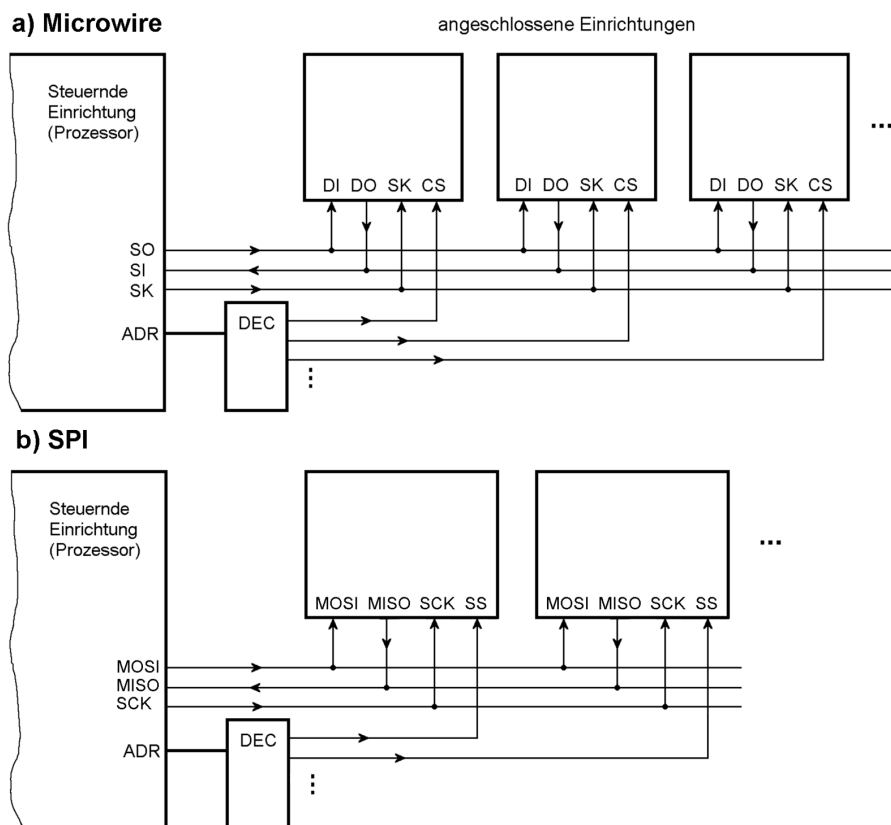 a) Microwire
angeschlossene Einrichtungen
Steuernde
Einrichtung
(Prozessor)
...
DI DO SK CS
DI DO SK CS
DI DO SK CS
SO
SI
SK
ADR
DEC
...
b) SPI
Steuernde
Einrichtung
(Prozessor)
...
MOSI MISO SCK SS
MOSI MISO SCK SS
MOSI
MISO
SCK
ADR
DEC
...